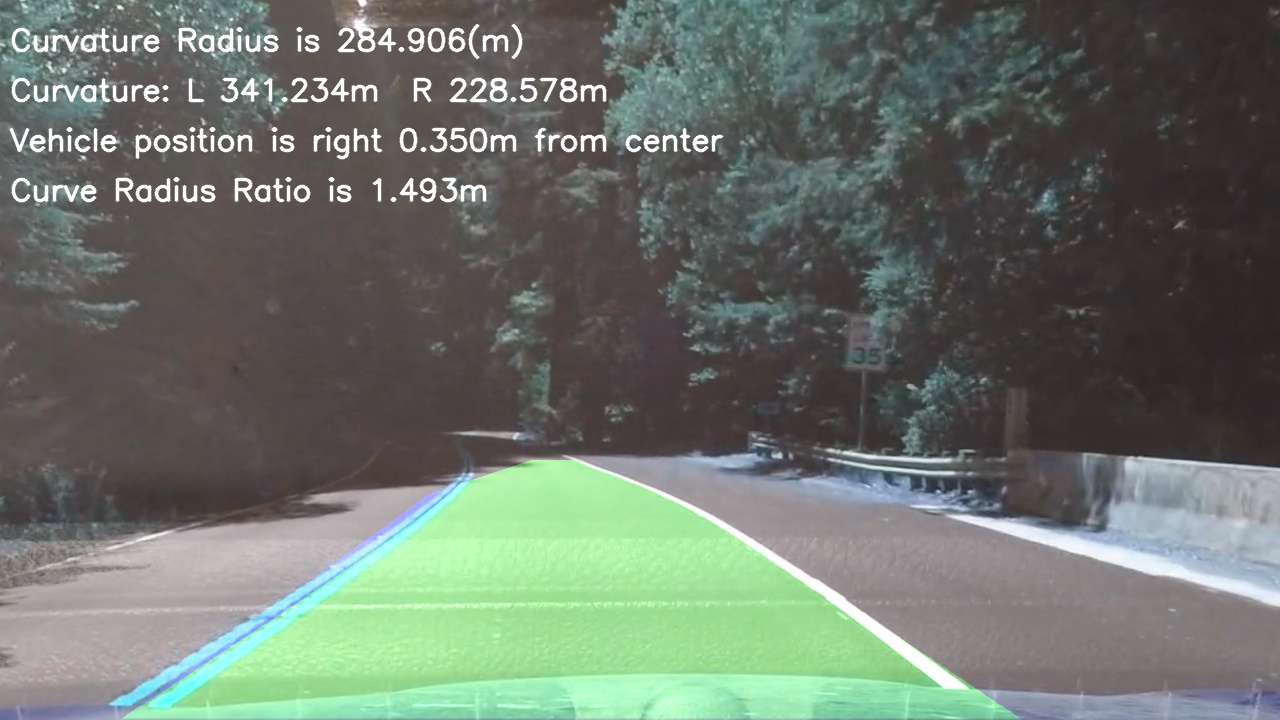 Curvature Radius is 284.906(m)
Curvature: L 341.234m R 228.578m
Vehicle position is right 0.350m from center
Curve Radius Ratio is 1.493m
35